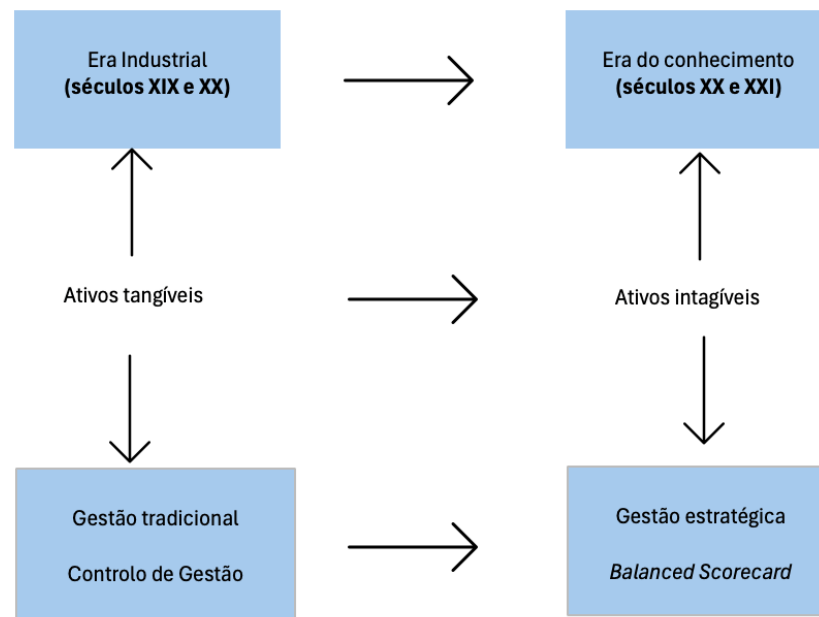 Era Industrial
(séculos XIX e XX)
Era do conhecimento
(séculos XX e XXI)
Ativos tangíveis
Ativos intagíveis
Gestão tradicional
Controlo de Gestão
Gestão estratégica
Balanced Scorecard